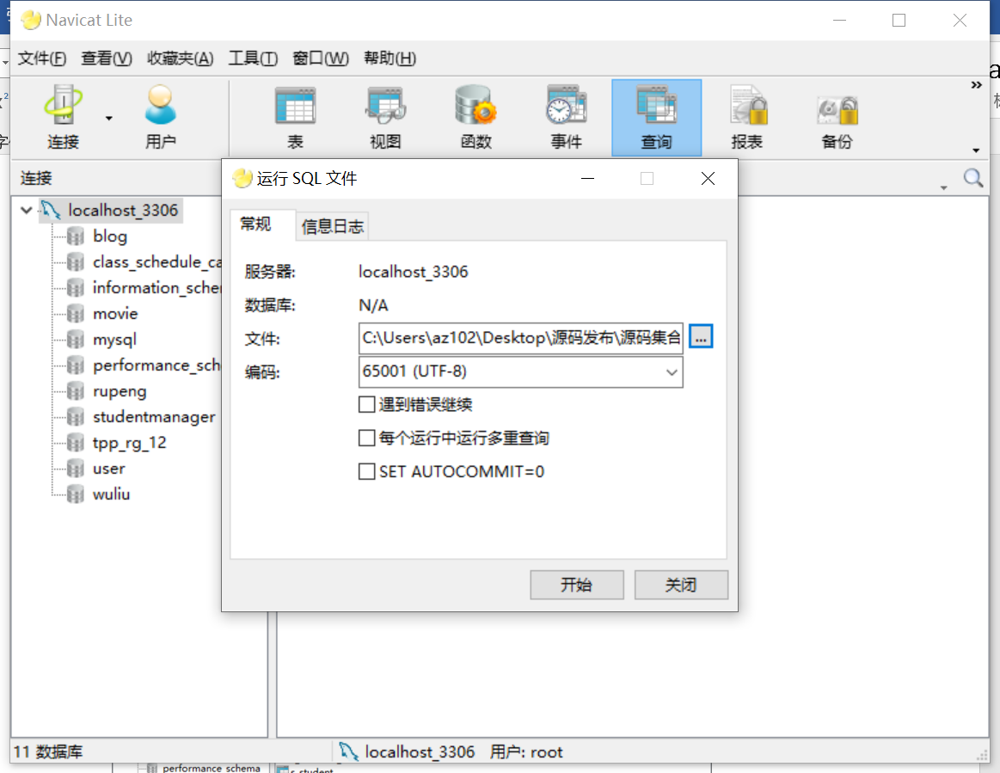 Navicat Lite
文件(F) 查看(V) 收藏夹(A) 工具(T) 窗口(W) 帮助(H)
连接 用户 表 视图 函数 事件 查询 报表 备份
连接
运行 SQL 文件
常规 信息日志
服务器: localhost_3306
数据库: N/A
文件: C:\Users\az102\Desktop\源码发布\源码集合 ...
编码: 65001 (UTF-8)
遇到错误继续
每个运行中运行多重查询
SET AUTOCOMMIT=0
开始 关闭
localhost_3306
blog
class_schedule_ca
information_sche
movie
mysql
performance_sch
rupeng
studentmanager
tpp_rg_12
user
wuliu
11 数据库 localhost_3306 用户: root
performance_schema